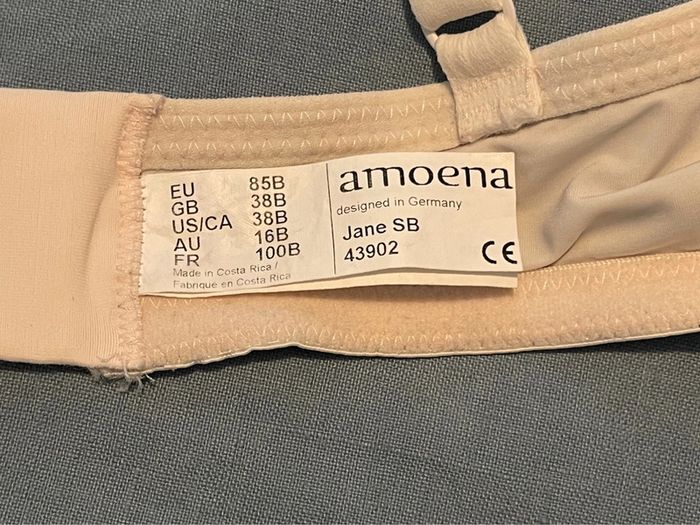 EU 85B
GB 38B
US/CA 38B
AU 16B
FR 100B
Made in Costa Rica /
Fabriqué en Costa Rica
amoena
designed in Germany
Jane SB
43902
CE